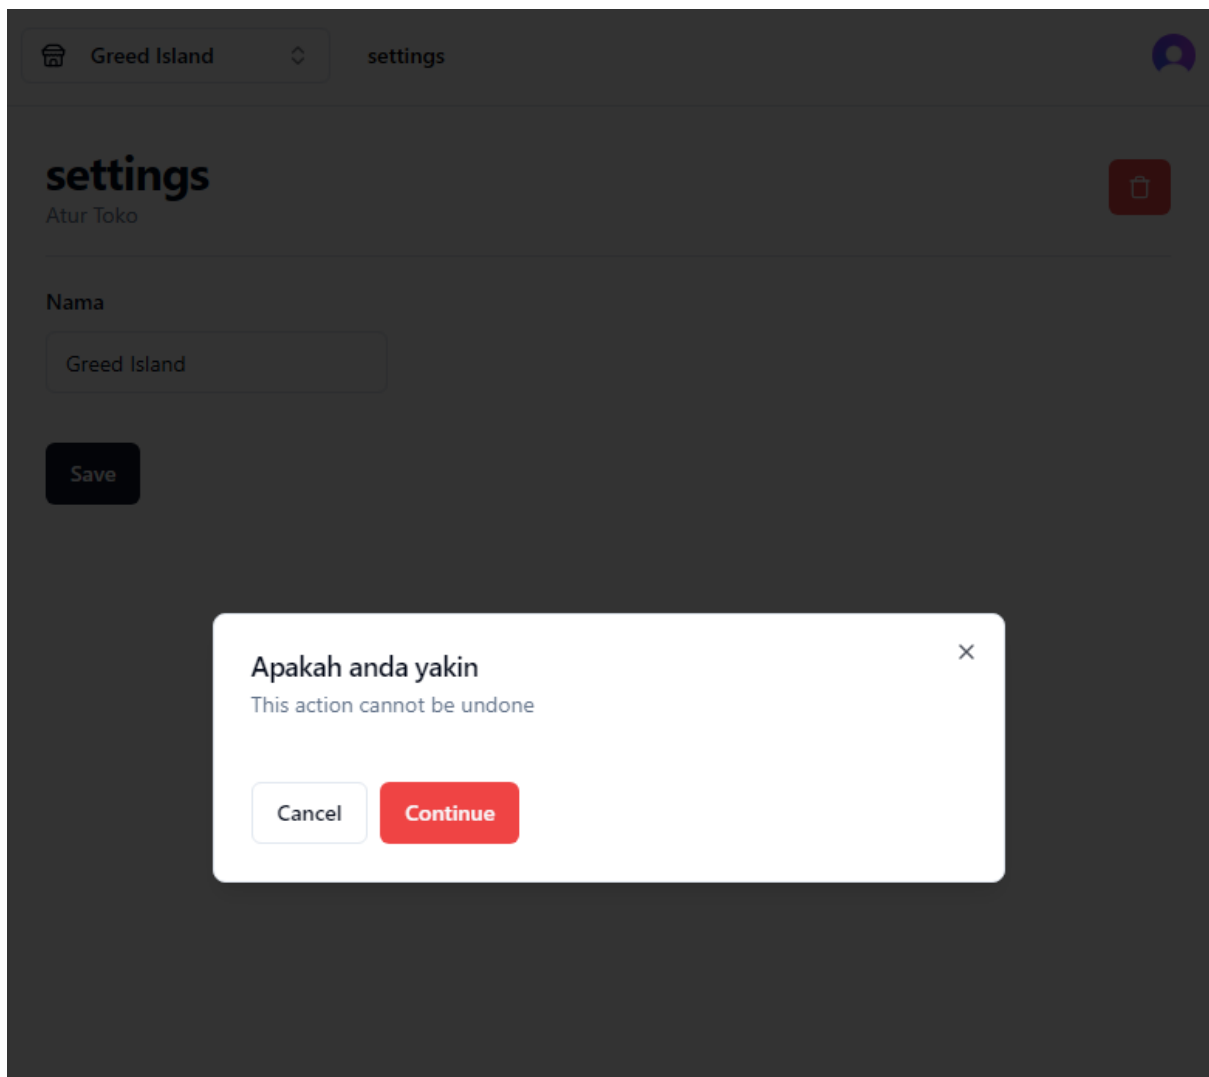 Greed Island
settings
settings
Atur Toko
Nama
Greed Island
Save
Apakah anda yakin
This action cannot be undone
Cancel
Continue